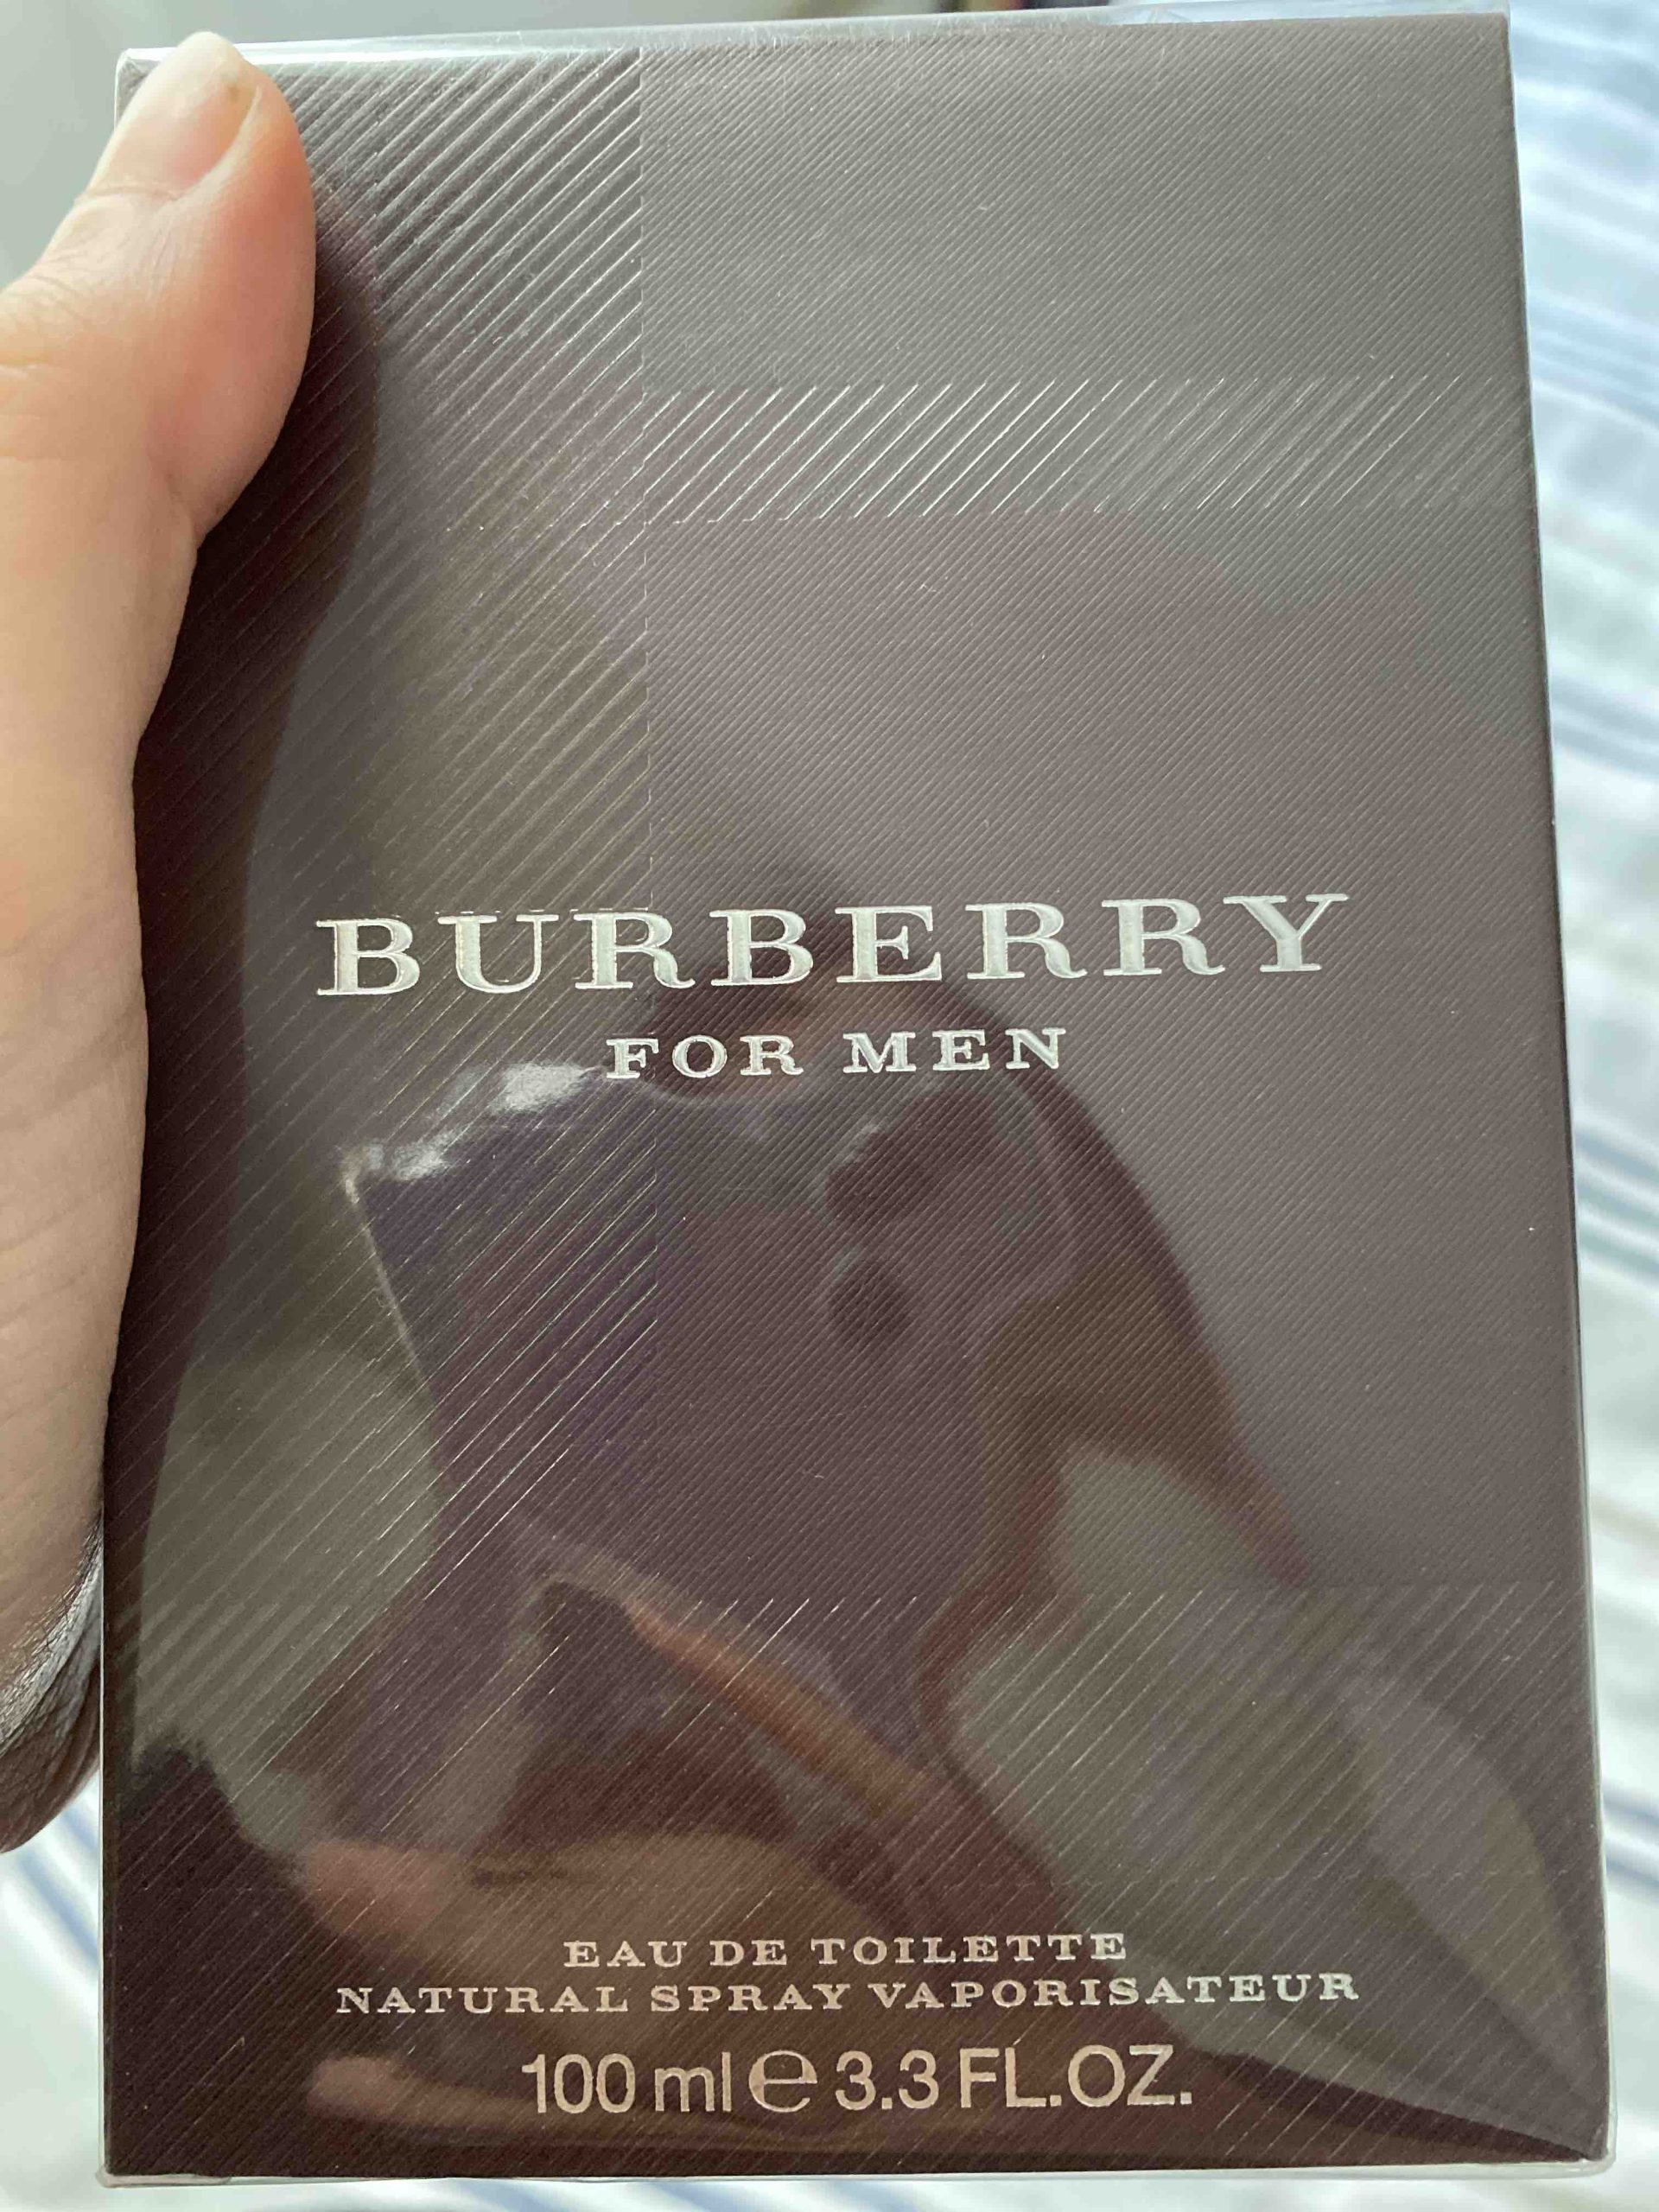 BURBERRY
FOR MEN
EAU DE TOILETTE
NATURAL SPRAY VAPORISATEUR
100 ml ℮ 3.3 FL.OZ.